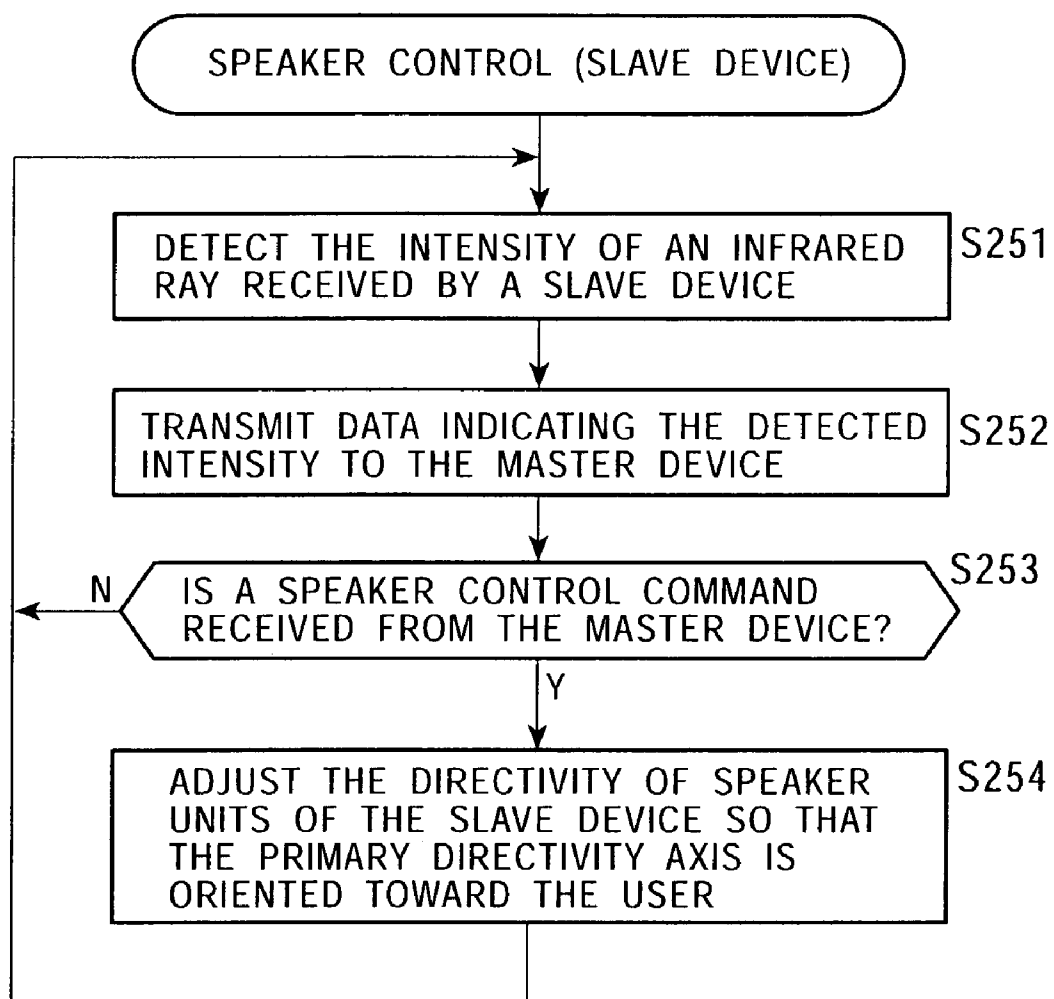 SPEAKER CONTROL (SLAVE DEVICE)
DETECT THE INTENSITY OF AN INFRARED
RAY RECEIVED BY A SLAVE DEVICE
S251
TRANSMIT DATA INDICATING THE DETECTED
INTENSITY TO THE MASTER DEVICE
S252
IS A SPEAKER CONTROL COMMAND
RECEIVED FROM THE MASTER DEVICE?
S253
N
Y
ADJUST THE DIRECTIVITY OF SPEAKER
UNITS OF THE SLAVE DEVICE SO THAT
THE PRIMARY DIRECTIVITY AXIS IS
ORIENTED TOWARD THE USER
S254